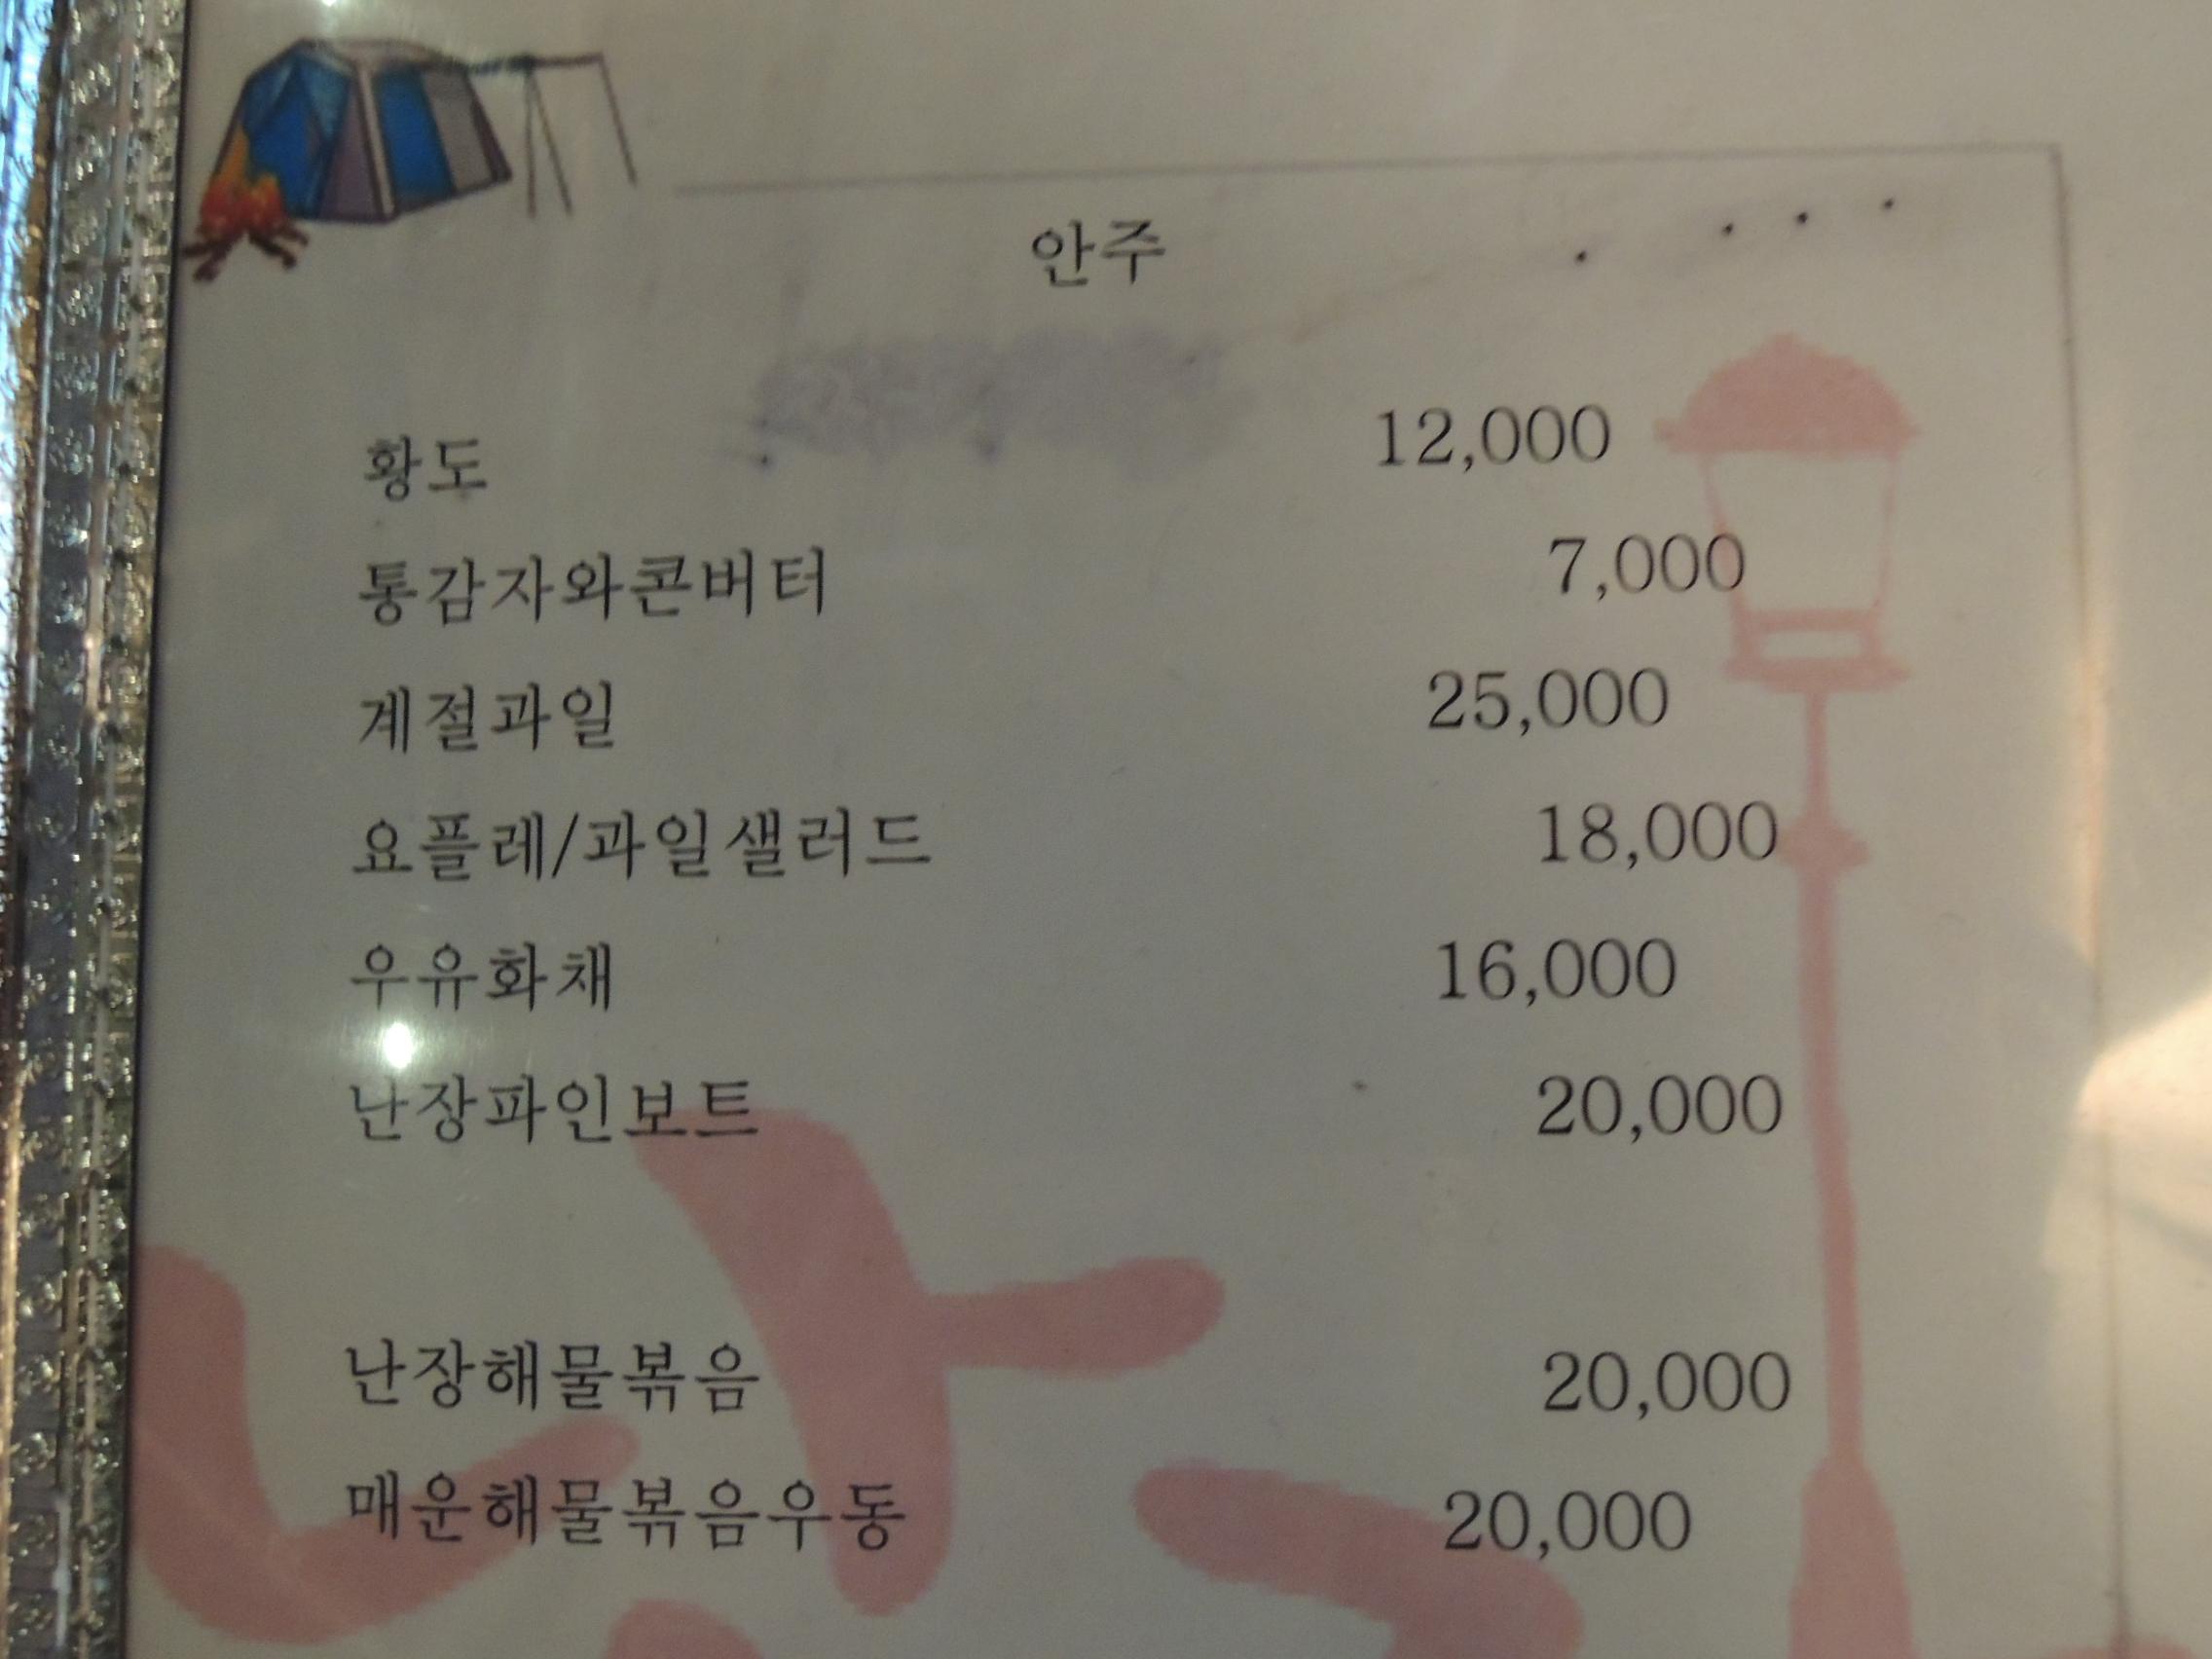 안주
황도 12,000
통감자와콘버터 7,000
계절과일 25,000
요플레/과일샐러드 18,000
우유화채 16,000
난장파인보트 20,000
난장해물볶음 20,000
매운해물볶음우동 20,000